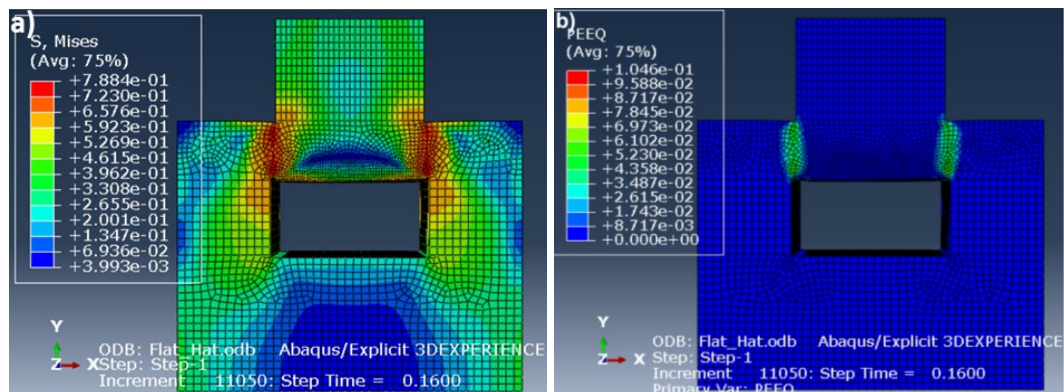 a)
S, Mises
(Avg: 75%)
+7.884e-01
+7.230e-01
+6.576e-01
+5.923e-01
+5.269e-01
+4.615e-01
+3.962e-01
+3.308e-01
+2.655e-01
+2.001e-01
+1.347e-01
+6.936e-02
+3.993e-03
Y
Z X
ODB: Flat_Hat.odb Abaqus/Explicit 3DEXPERIENCE
Step: Step-1
Increment 11050: Step Time = 0.1600
b)
PEEQ
(Avg: 75%)
+1.046e-01
+9.588e-02
+8.717e-02
+7.845e-02
+6.973e-02
+6.102e-02
+5.230e-02
+4.358e-02
+3.487e-02
+2.615e-02
+1.743e-02
+8.717e-03
+0.000e+00
Y
Z X
ODB: Flat_Hat.odb Abaqus/Explicit 3DEXPERIENCE
Step: Step-1
Increment 11050: Step Time = 0.1600
Primary Var: PEEQ